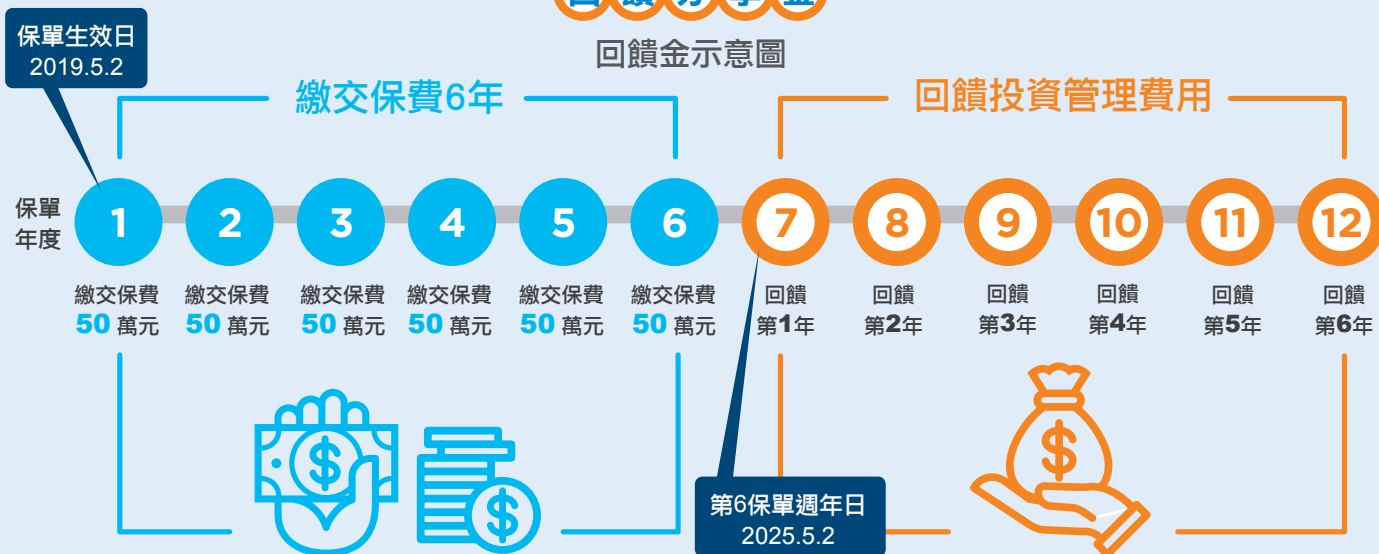 保單生效日
2019.5.2
回饋金示意圖
繳交保費6年
回饋投資管理費用
保單
年度
1 2 3 4 5 6 7 8 9 10 11 12
繳交保費 繳交保費 繳交保費 繳交保費 繳交保費 繳交保費 回饋 回饋 回饋 回饋 回饋 回饋
50 萬元 50 萬元 50 萬元 50 萬元 50 萬元 50 萬元 第1年 第2年 第3年 第4年 第5年 第6年
$ $ $
第6保單週年日
2025.5.2